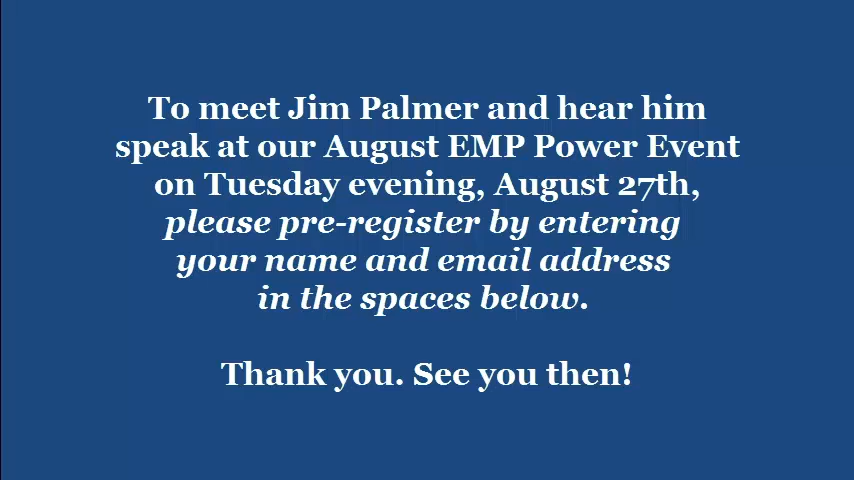 To meet Jim Palmer and hear him
speak at our August EMP Power Event
on Tuesday evening, August 27th,
please pre-register by entering
your name and email address
in the spaces below.
Thank you. See you then!